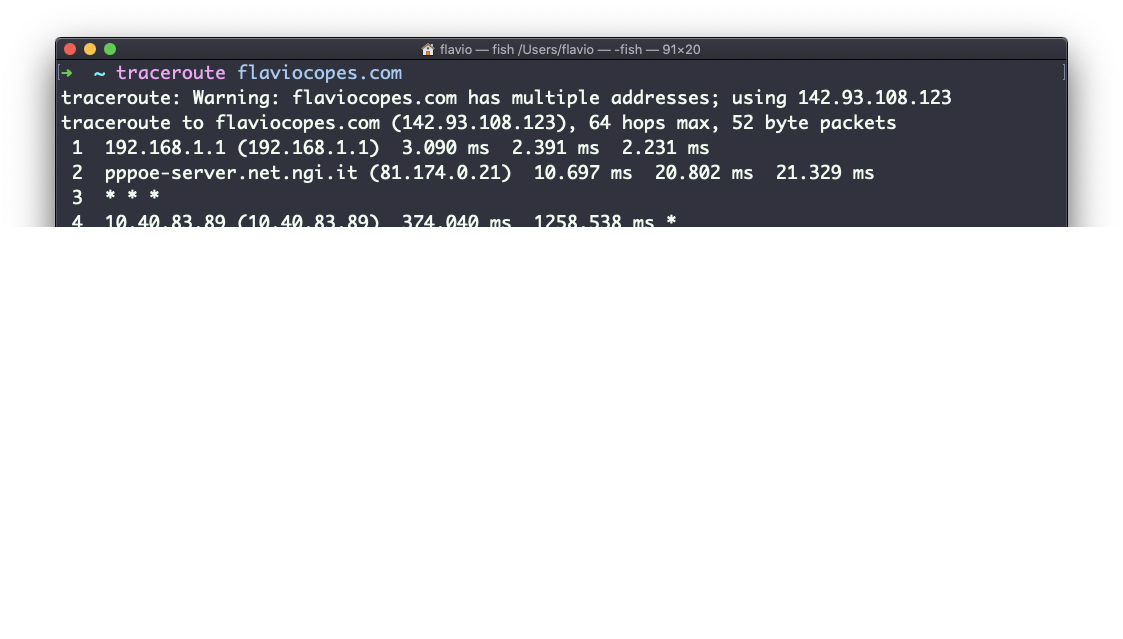 flavio — fish /Users/flavio — -fish — 91×20
➜ ~ traceroute flaviocopes.com
traceroute: Warning: flaviocopes.com has multiple addresses; using 142.93.108.123
traceroute to flaviocopes.com (142.93.108.123), 64 hops max, 52 byte packets
1 192.168.1.1 (192.168.1.1) 3.090 ms 2.391 ms 2.231 ms
2 pppoe-server.net.ngi.it (81.174.0.21) 10.697 ms 20.802 ms 21.329 ms
3 * * *
4 10.40.83.89 (10.40.83.89) 374.040 ms 1258.538 ms *